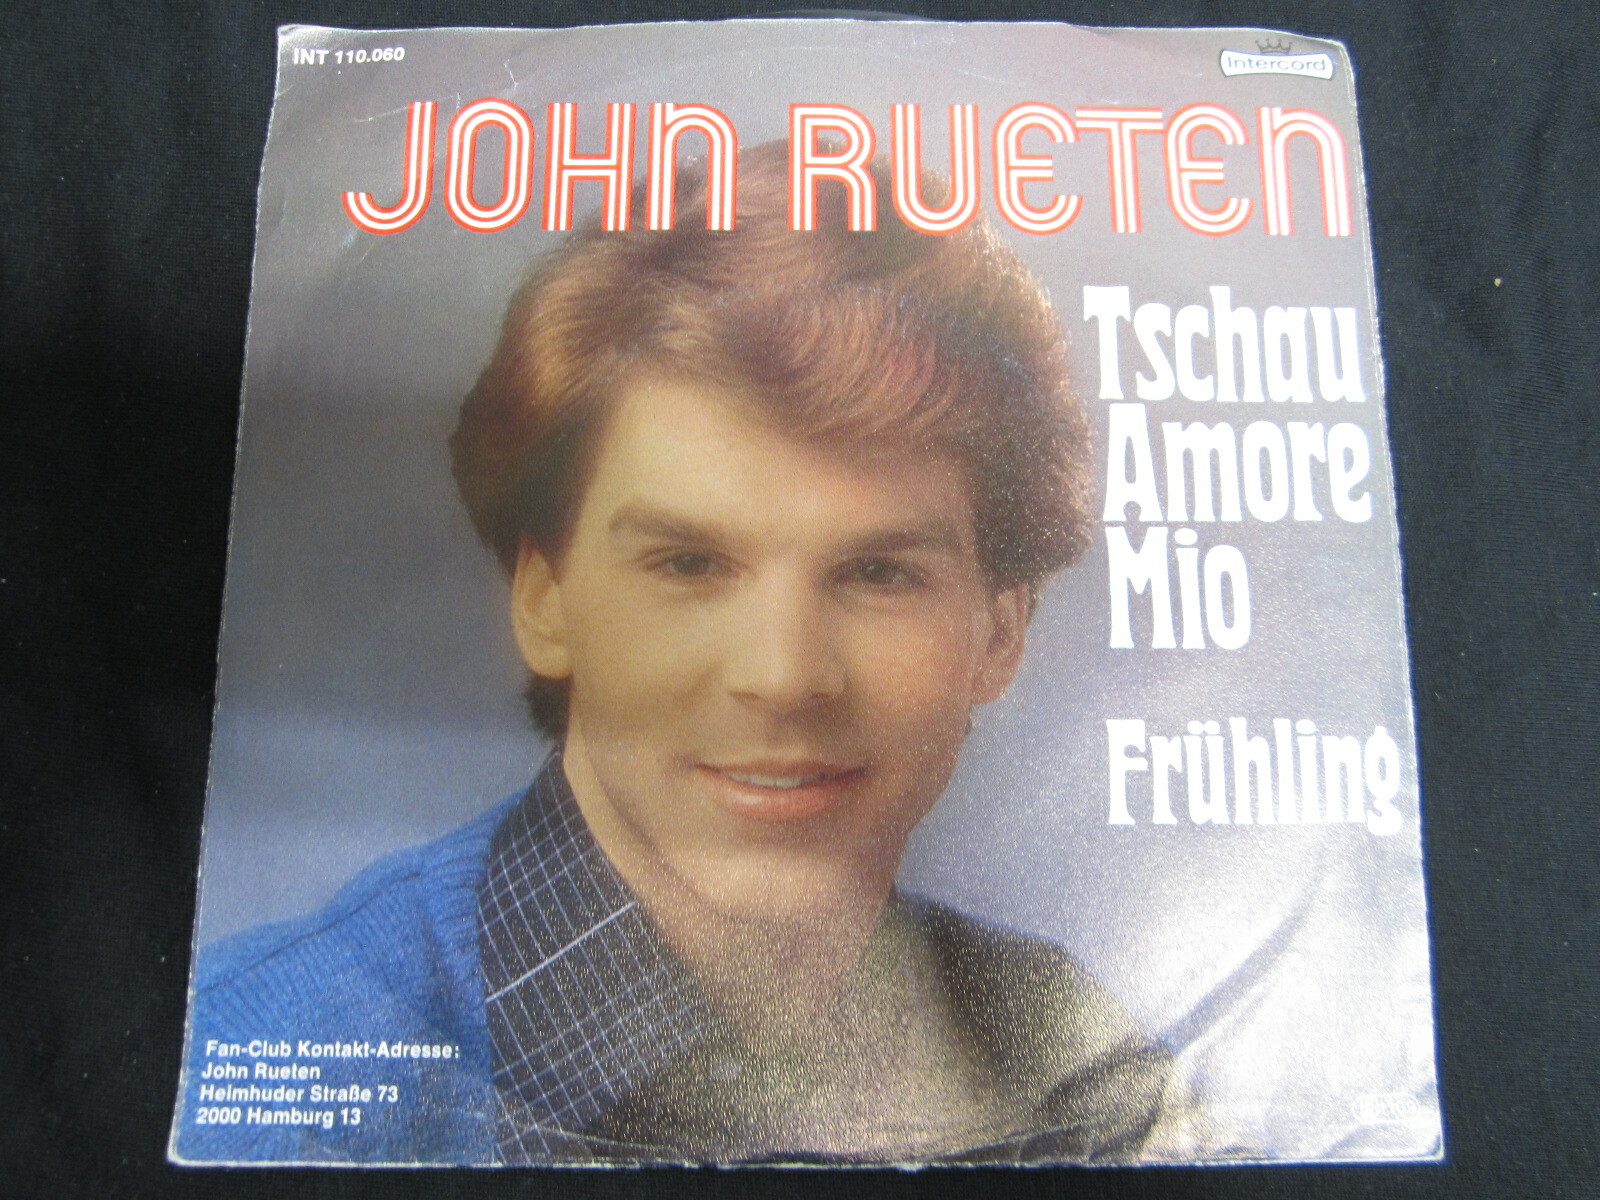 INT 110.060
Intercord
JOHN RUETEN
Tschau
Amore
Mio
Frühling
Fan-Club Kontakt-Adresse:
John Rueten
Heimhuder Straße 73
2000 Hamburg 13